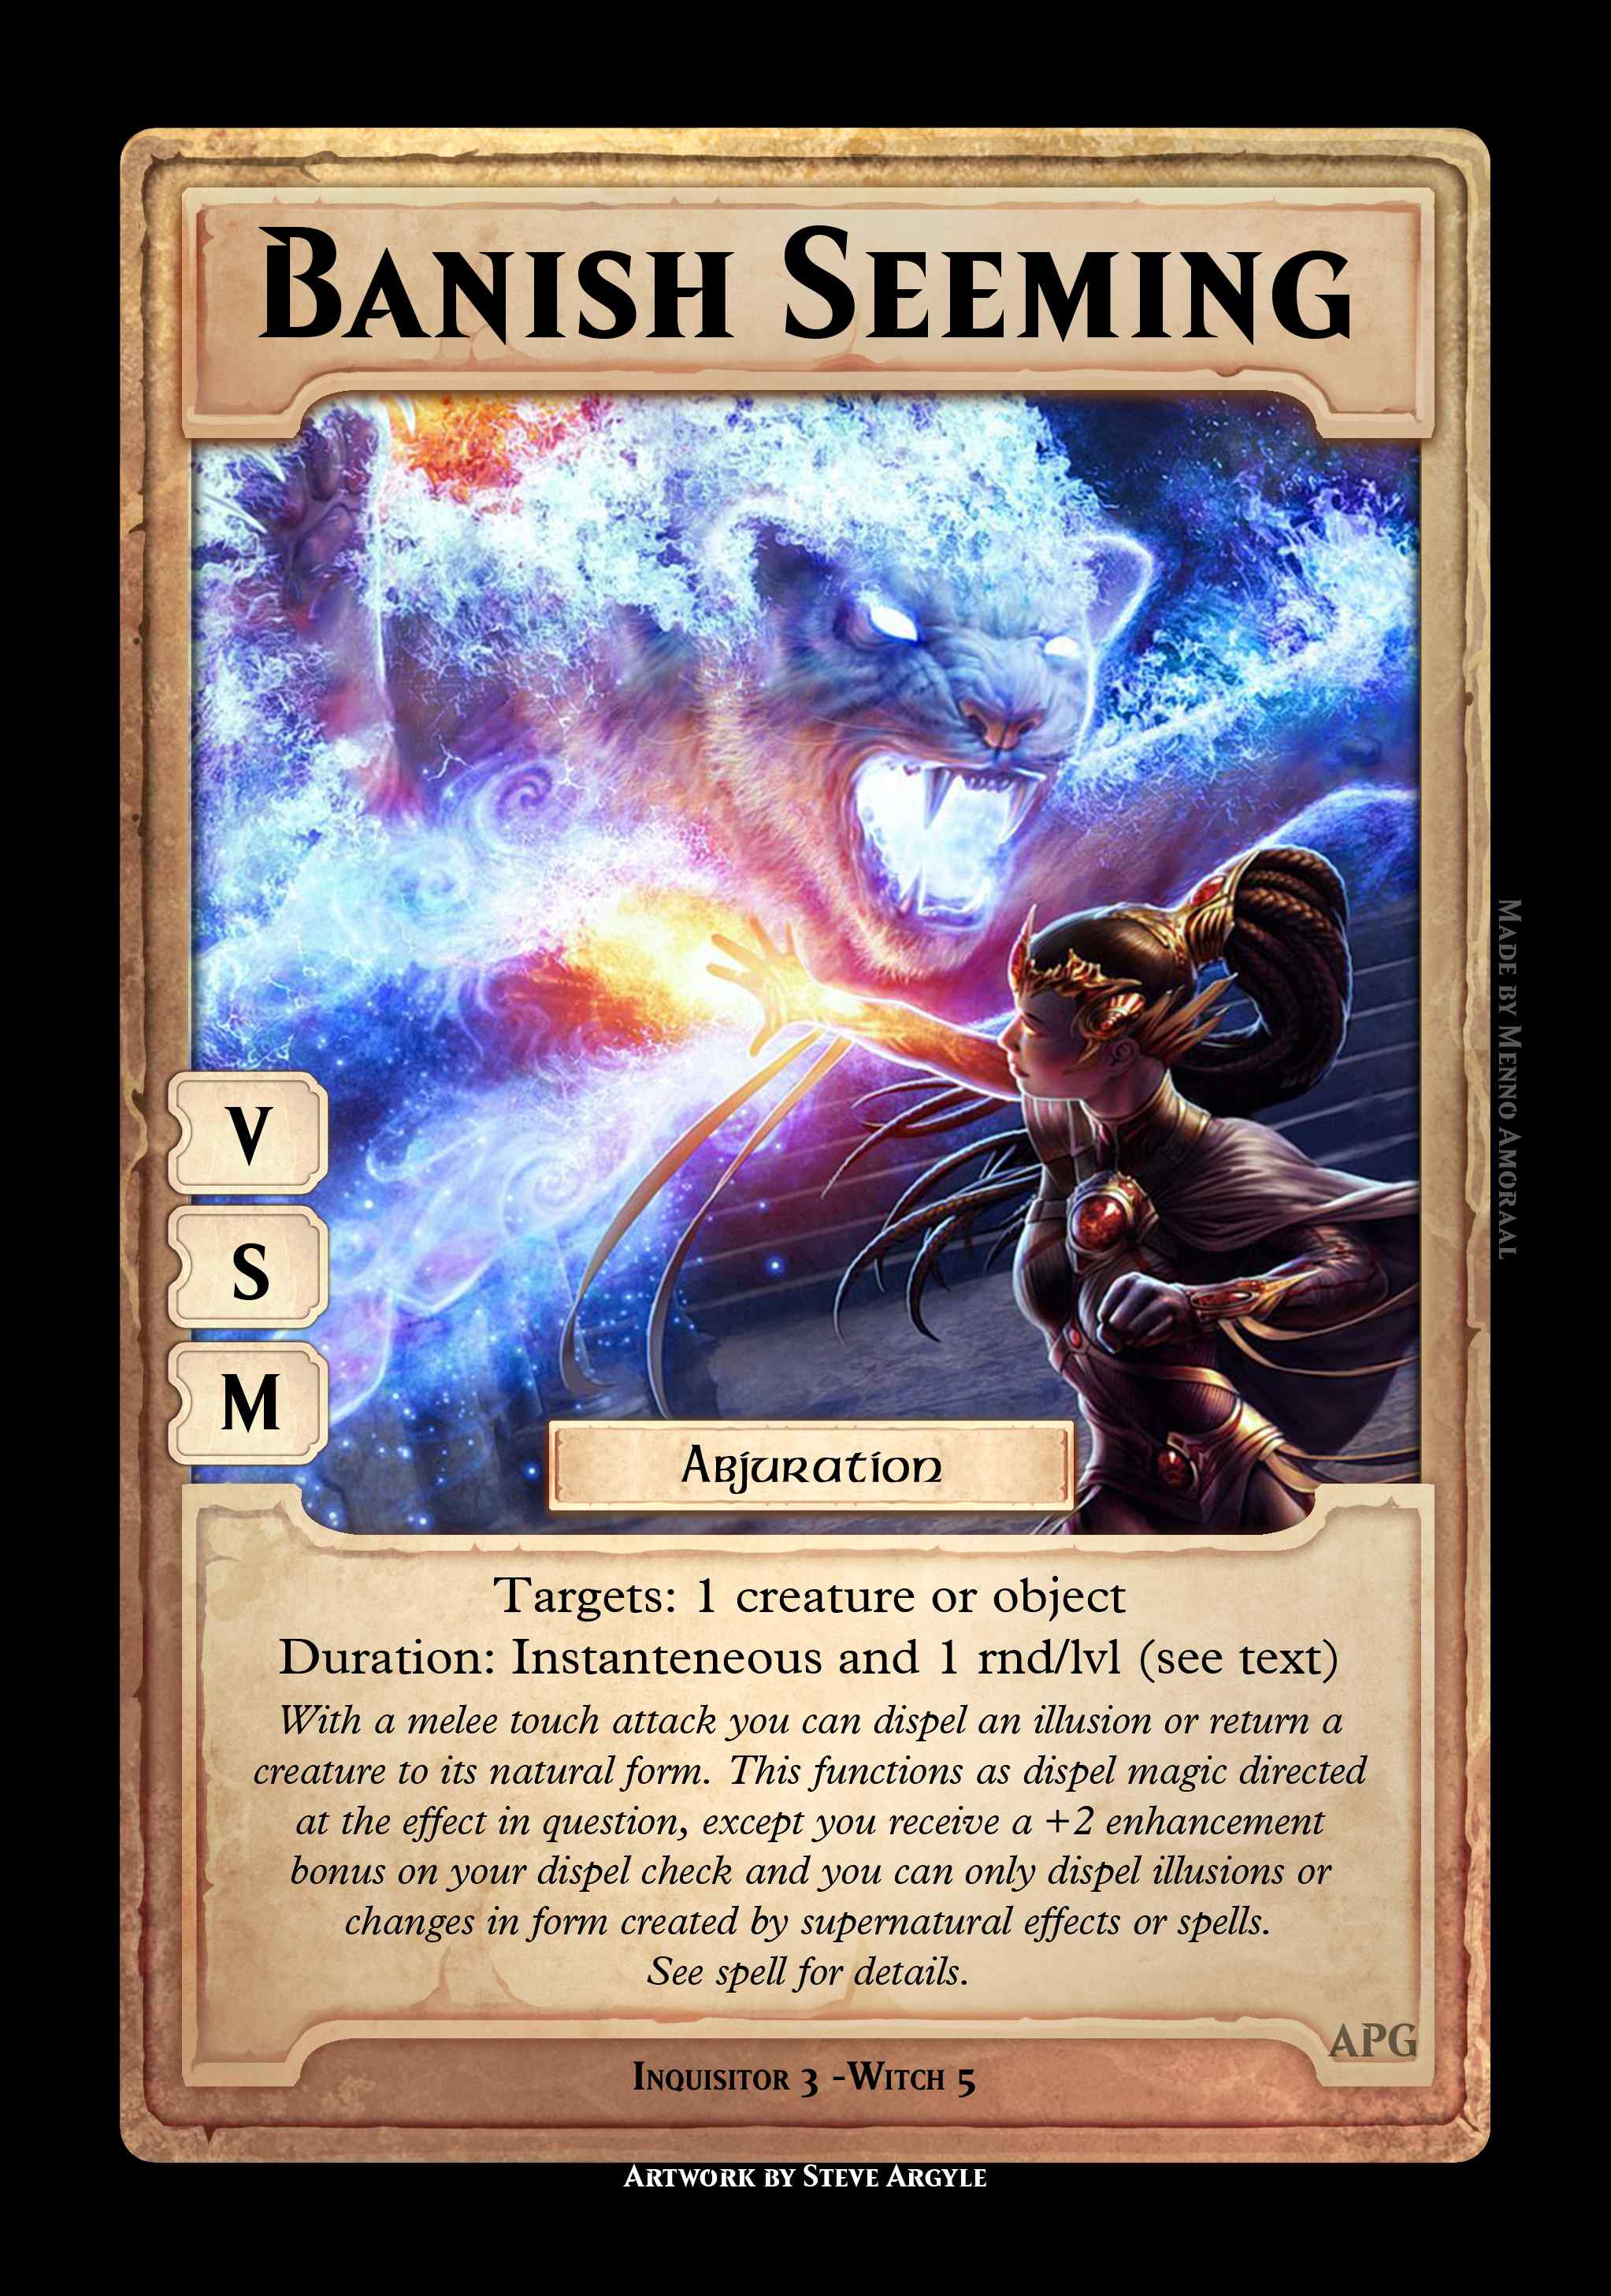 Banish Seeming
V
S
M
Abjuration
Targets: 1 creature or object
Duration: Instanteneous and 1 rnd/lvl (see text)
With a melee touch attack you can dispel an illusion or return a
creature to its natural form. This functions as dispel magic directed
at the effect in question, except you receive a +2 enhancement
bonus on your dispel check and you can only dispel illusions or
changes in form created by supernatural effects or spells.
See spell for details.
APG
Inquisitor 3 -Witch 5
Artwork by Steve Argyle
Made by Menno Amoraal